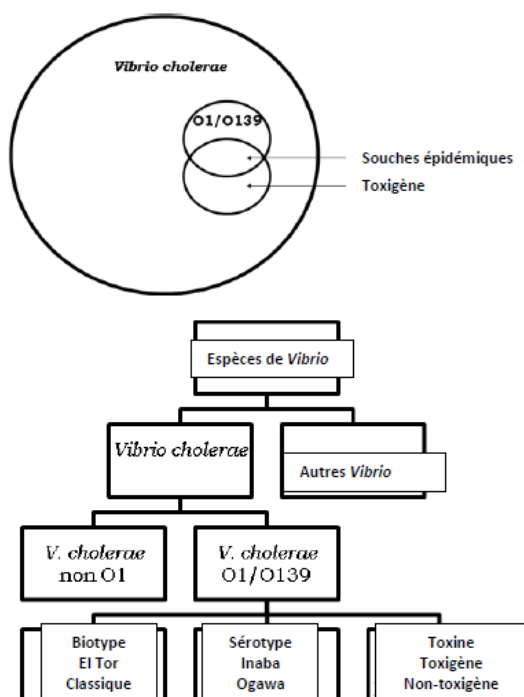 Vibrio cholerae
O1/O139
Souches épidémiques
Toxigène
Espèces de Vibrio
Vibrio cholerae
Autres Vibrio
V. cholerae
non O1
V. cholerae
O1/O139
Biotype
El Tor
Classique
Sérotype
Inaba
Ogawa
Toxine
Toxigène
Non-toxigène